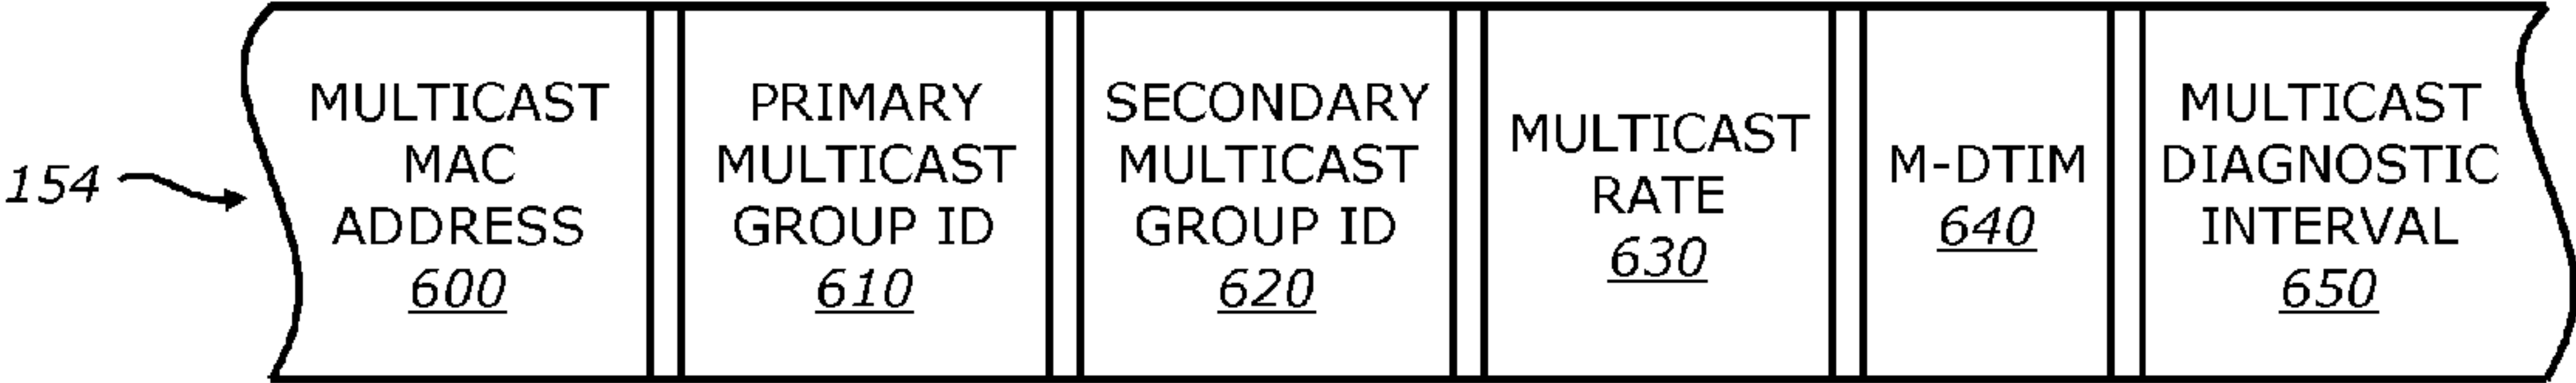 154
MULTICAST
MAC
ADDRESS
600
PRIMARY
MULTICAST
GROUP ID
610
SECONDARY
MULTICAST
GROUP ID
620
MULTICAST
RATE
630
M-DTIM
640
MULTICAST
DIAGNOSTIC
INTERVAL
650